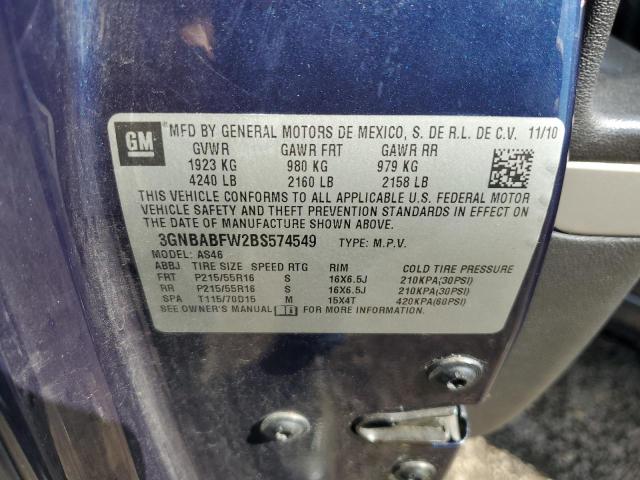 GM
MFD BY GENERAL MOTORS DE MEXICO, S. DE R.L. DE C.V. 11/10
GVWR GAWR FRT GAWR RR
1923 KG 980 KG 979 KG
4240 LB 2160 LB 2158 LB
THIS VEHICLE CONFORMS TO ALL APPLICABLE U.S. FEDERAL MOTOR
VEHICLE SAFETY AND THEFT PREVENTION STANDARDS IN EFFECT ON
THE DATE OF MANUFACTURE SHOWN ABOVE.
3GNBABFW2BS574549 TYPE: M.P.V.
MODEL: AS46
ABBJ TIRE SIZE SPEED RTG RIM COLD TIRE PRESSURE
FRT P215/55R16 S 16X6.5J 210KPA(30PSI)
RR P215/55R16 S 16X6.5J 210KPA(30PSI)
SPA T115/70D15 M 15X4T 420KPA(60PSI)
SEE OWNER'S MANUAL FOR MORE INFORMATION.